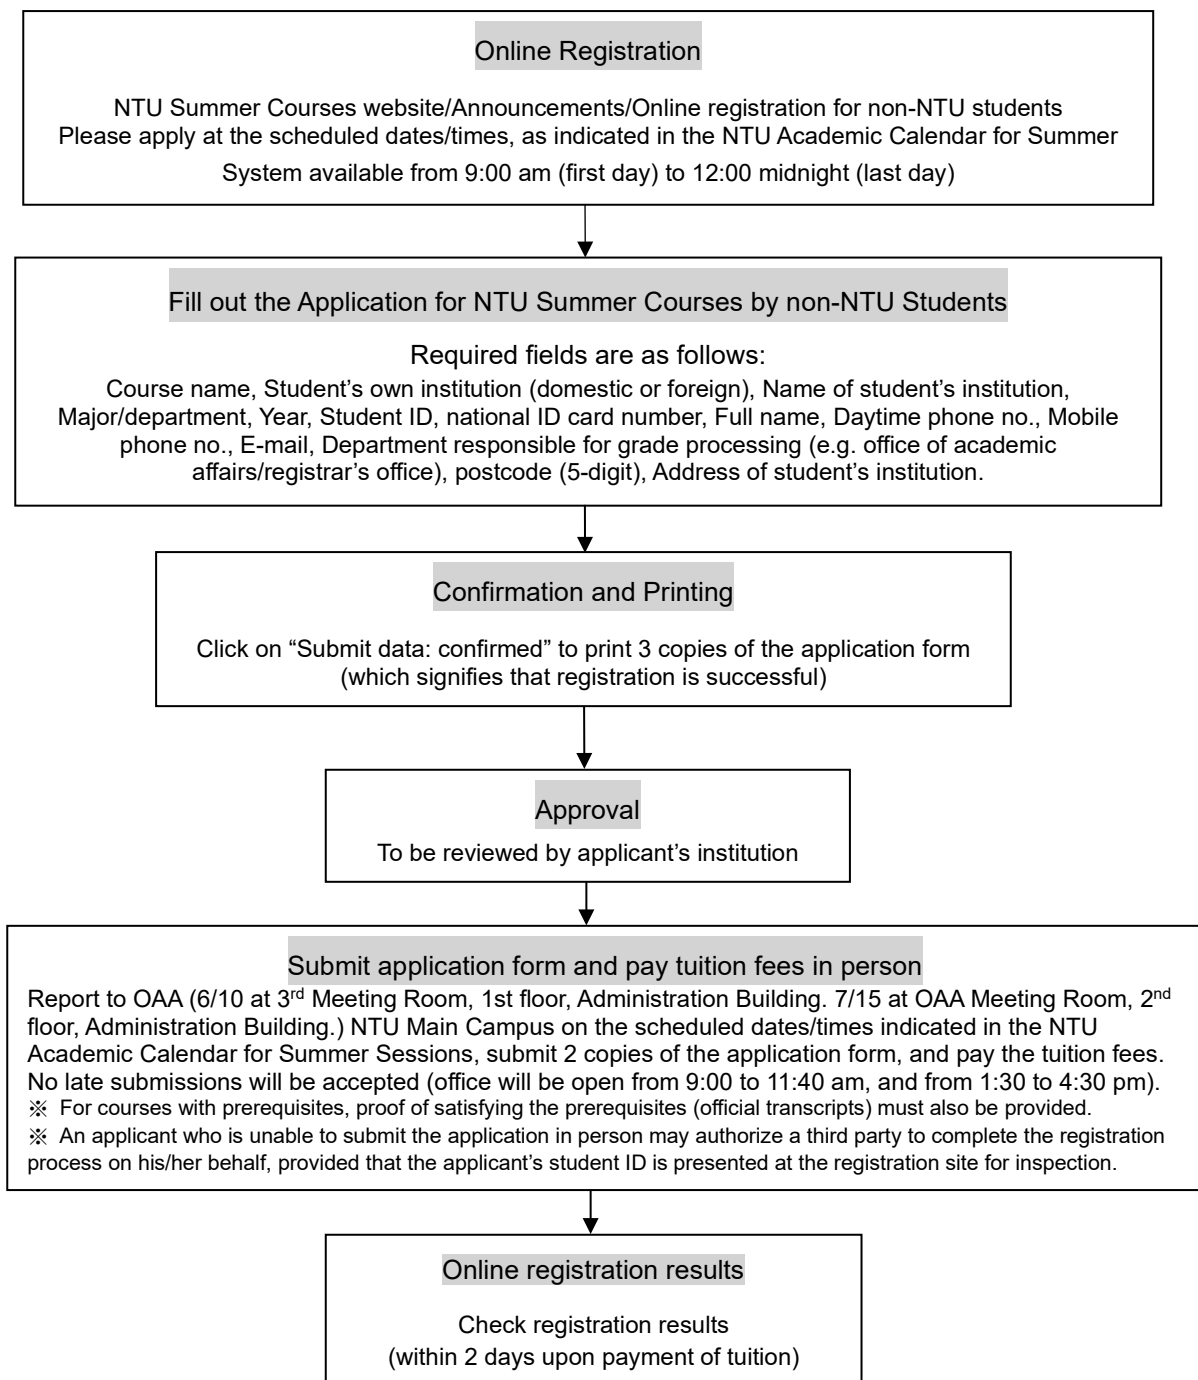 Online Registration
NTU Summer Courses website/Announcements/Online registration for non-NTU students
Please apply at the scheduled dates/times, as indicated in the NTU Academic Calendar for Summer
System available from 9:00 am (first day) to 12:00 midnight (last day)
Fill out the Application for NTU Summer Courses by non-NTU Students
Required fields are as follows:
Course name, Student’s own institution (domestic or foreign), Name of student’s institution,
Major/department, Year, Student ID, national ID card number, Full name, Daytime phone no., Mobile
phone no., E-mail, Department responsible for grade processing (e.g. office of academic
affairs/registrar’s office), postcode (5-digit), Address of student’s institution.
Confirmation and Printing
Click on “Submit data: confirmed” to print 3 copies of the application form
(which signifies that registration is successful)
Approval
To be reviewed by applicant’s institution
Submit application form and pay tuition fees in person
Report to OAA (6/10 at 3rd Meeting Room, 1st floor, Administration Building. 7/15 at OAA Meeting Room, 2nd
floor, Administration Building.) NTU Main Campus on the scheduled dates/times indicated in the NTU
Academic Calendar for Summer Sessions, submit 2 copies of the application form, and pay the tuition fees.
No late submissions will be accepted (office will be open from 9:00 to 11:40 am, and from 1:30 to 4:30 pm).
※ For courses with prerequisites, proof of satisfying the prerequisites (official transcripts) must also be provided.
※ An applicant who is unable to submit the application in person may authorize a third party to complete the registration
process on his/her behalf, provided that the applicant’s student ID is presented at the registration site for inspection.
Online registration results
Check registration results
(within 2 days upon payment of tuition)